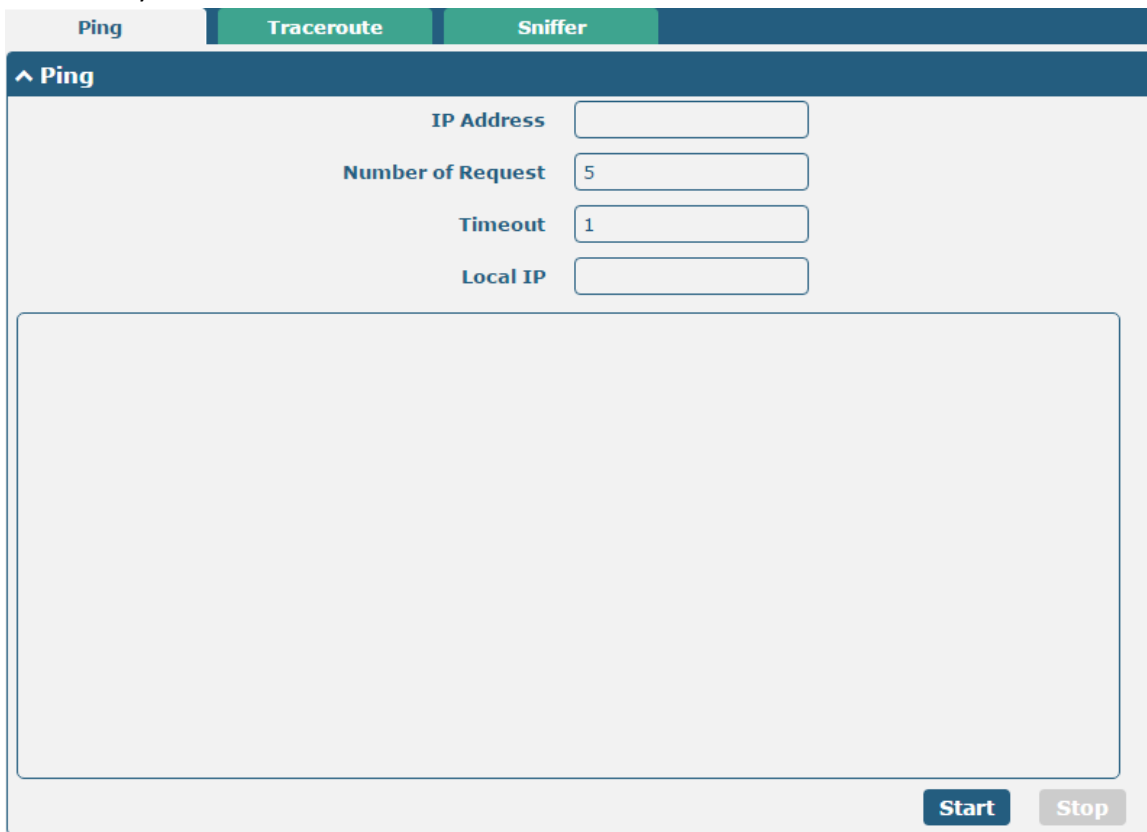 Ping Traceroute Sniffer
Ping
IP Address
Number of Request 5
Timeout 1
Local IP
Start Stop